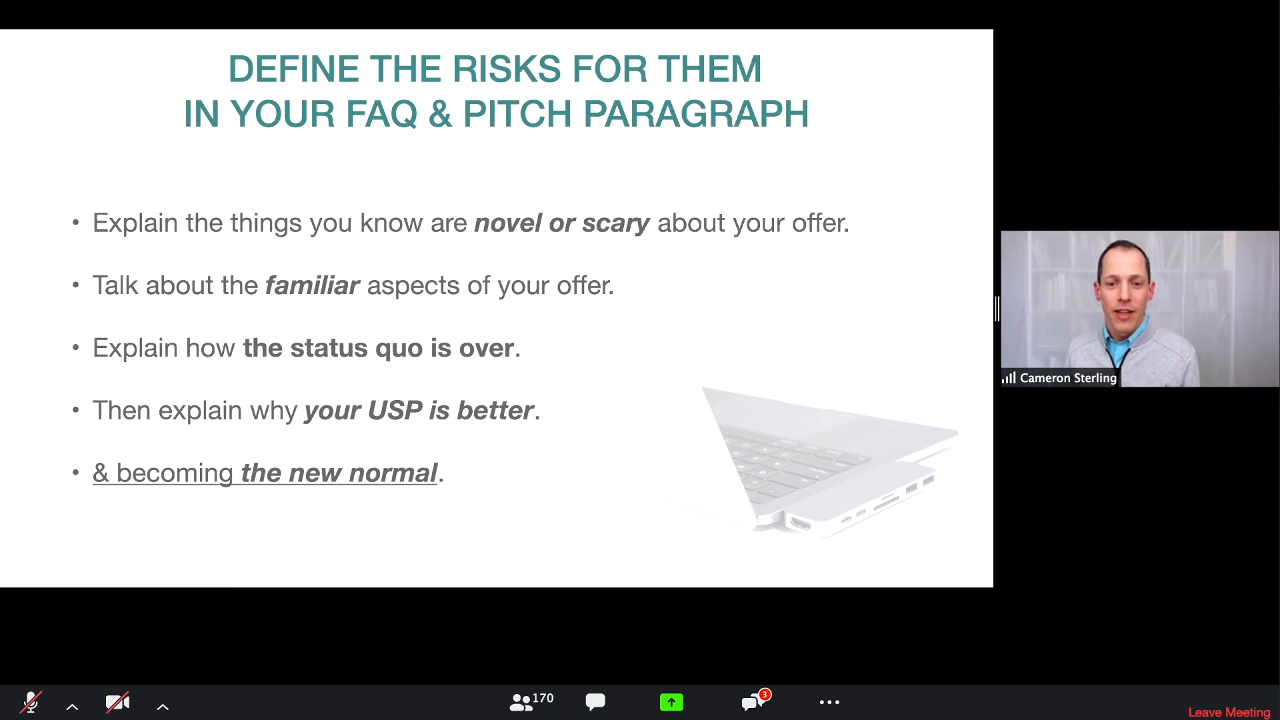 DEFINE THE RISKS FOR THEM
IN YOUR FAQ & PITCH PARAGRAPH
• Explain the things you know are novel or scary about your offer.
• Talk about the familiar aspects of your offer.
• Explain how the status quo is over.
• Then explain why your USP is better.
• & becoming the new normal.
Cameron Sterling
170
3
Leave Meeting